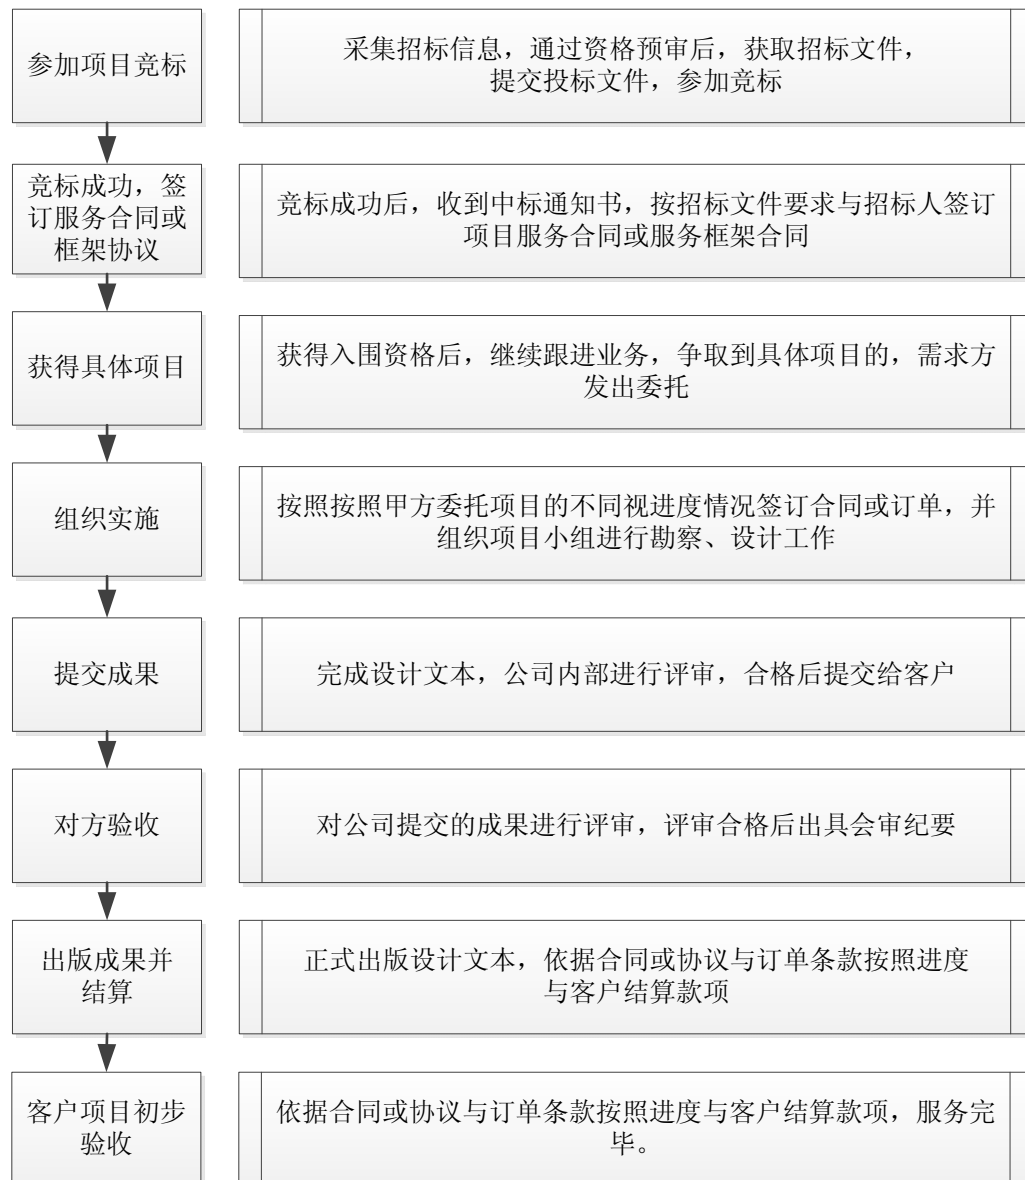 参加项目竞标
采集招标信息，通过资格预审后，获取招标文件，
提交投标文件，参加竞标
竞标成功，签
订服务合同或
框架协议
竞标成功后，收到中标通知书，按招标文件要求与招标人签订
项目服务合同或服务框架合同
获得具体项目
获得入围资格后，继续跟进业务，争取到具体项目的，需求方
发出委托
组织实施
按照按照甲方委托项目的不同视进度情况签订合同或订单，并
组织项目小组进行勘察、设计工作
提交成果
完成设计文本，公司内部进行评审，合格后提交给客户
对方验收
对公司提交的成果进行评审，评审合格后出具会审纪要
出版成果并
结算
正式出版设计文本，依据合同或协议与订单条款按照进度
与客户结算款项
客户项目初步
验收
依据合同或协议与订单条款按照进度与客户结算款项，服务完
毕。